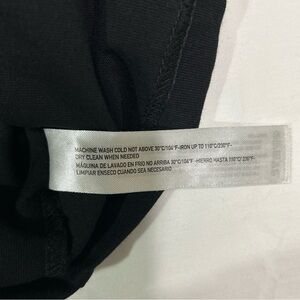 MACHINE WASH COLD NOT ABOVE 30°C/104°F-IRON UP TO 110°C/230°F-
DRY CLEAN WHEN NEEDED
MÁQUINA DE LAVADO EN FRIO NO ARRIBA 30°C/104°F-HIERRO HASTA 110°C/230°F-
LIMPIAR ENSECO CUANDO SEA NECESARIO